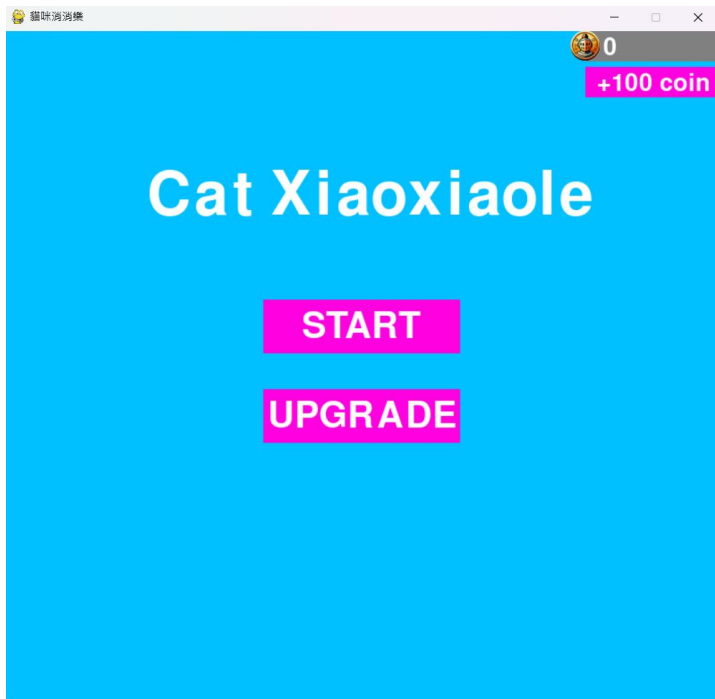 貓咪消消樂
0
+100 coin
Cat Xiaoxiaole
START
UPGRADE